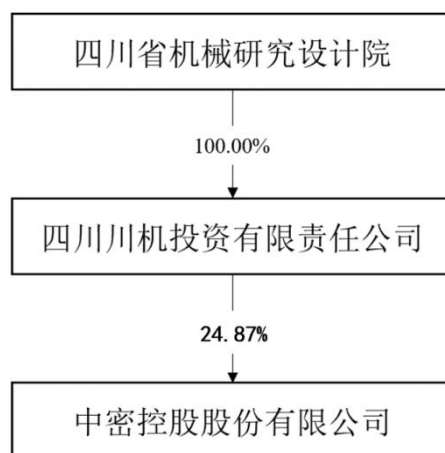 四川省机械研究设计院
100.00%
四川川机投资有限责任公司
24.87%
中密控股股份有限公司